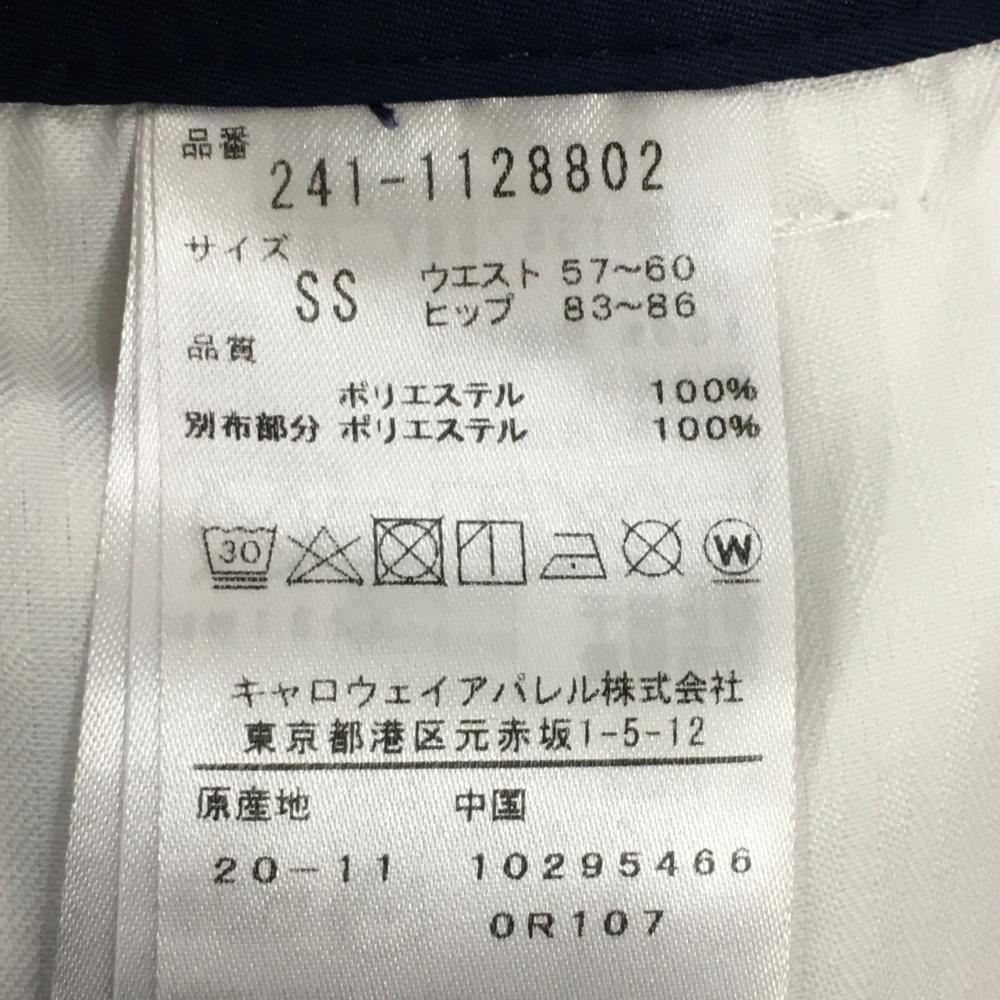 品番
241-1128802
サイズ
SS ウエスト 57～60
ヒップ 83～86
品質
ポリエステル 100%
別布部分 ポリエステル 100%
30 W
キャロウェイアパレル株式会社
東京都港区元赤坂1-5-12
原産地 中国
20-11 10295466
0R107